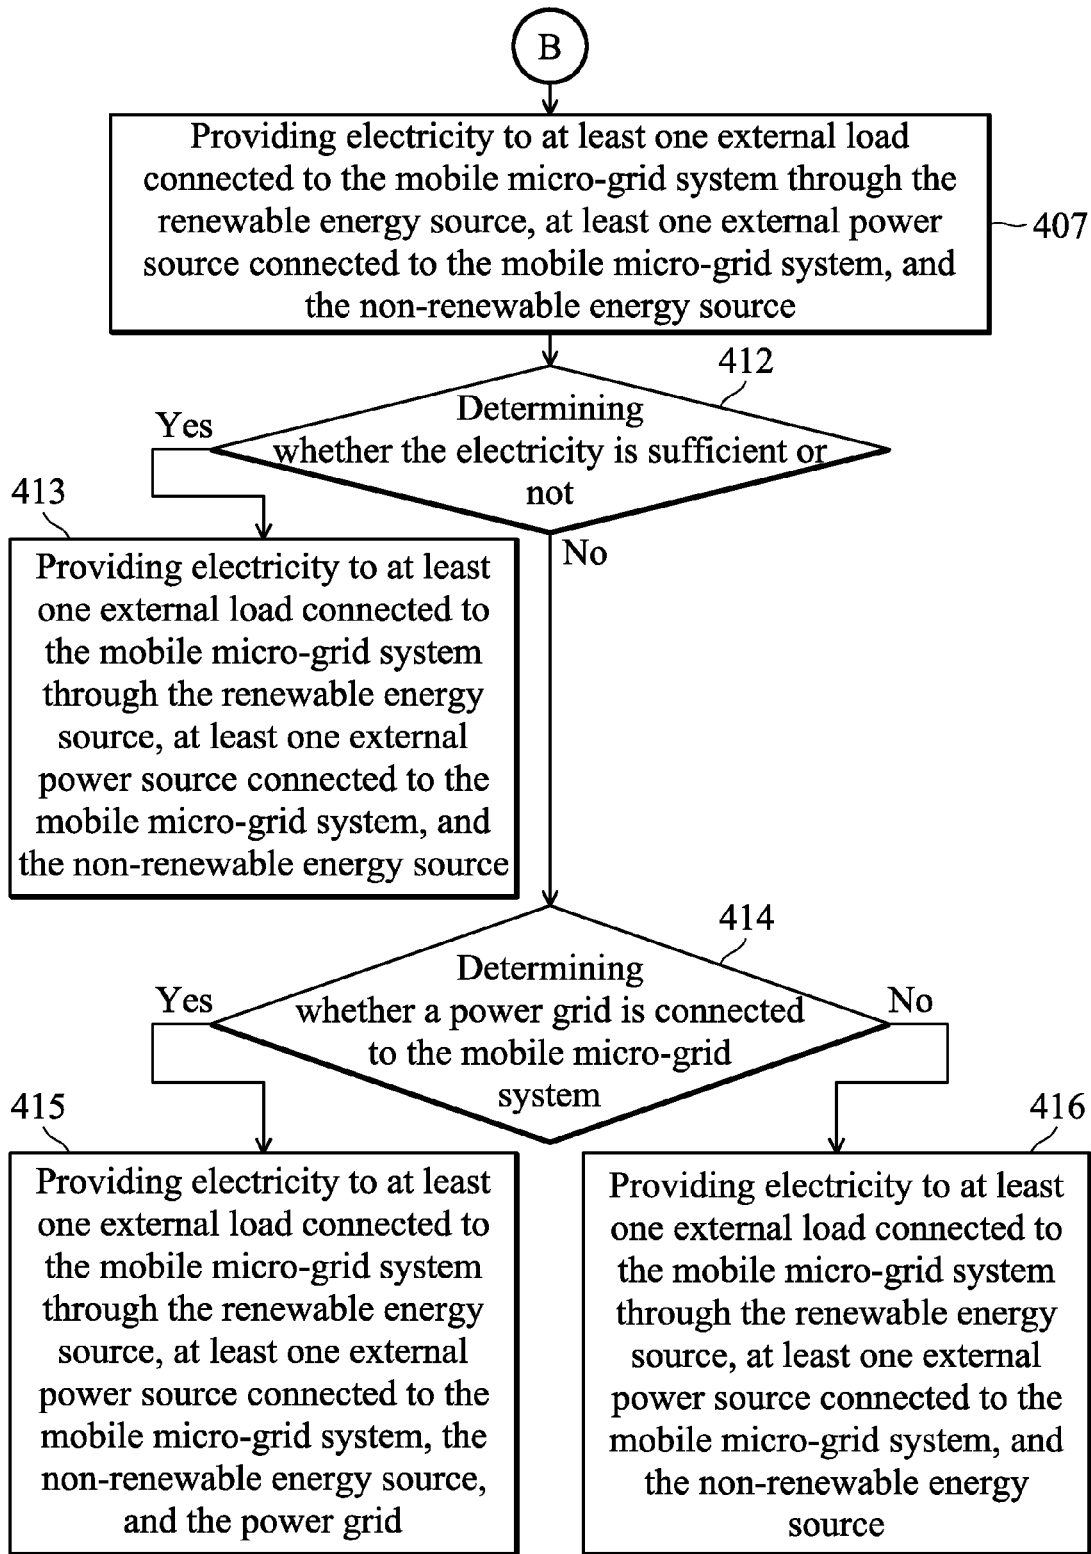 B
Providing electricity to at least one external load
connected to the mobile micro-grid system through the
renewable energy source, at least one external power
source connected to the mobile micro-grid system, and
the non-renewable energy source
407
412
Determining
whether the electricity is sufficient or
not
Yes
No
413
Providing electricity to at least
one external load connected to
the mobile micro-grid system
through the renewable energy
source, at least one external
power source connected to the
mobile micro-grid system, and
the non-renewable energy source
414
Determining
whether a power grid is connected
to the mobile micro-grid
system
Yes
No
415
Providing electricity to at least
one external load connected to
the mobile micro-grid system
through the renewable energy
source, at least one external
power source connected to the
mobile micro-grid system, the
non-renewable energy source,
and the power grid
416
Providing electricity to at least
one external load connected to
the mobile micro-grid system
through the renewable energy
source, at least one external
power source connected to the
mobile micro-grid system, and
the non-renewable energy
source